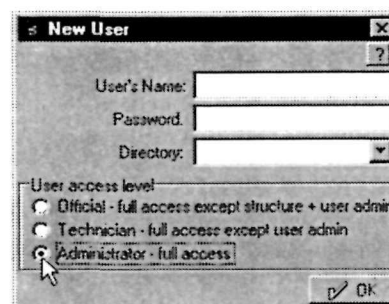 New User
?
User's Name:
Password.
Directory:
User access level
Official - full access except structure + user admin
Technician - full access except user admin
Administrator - full access
OK